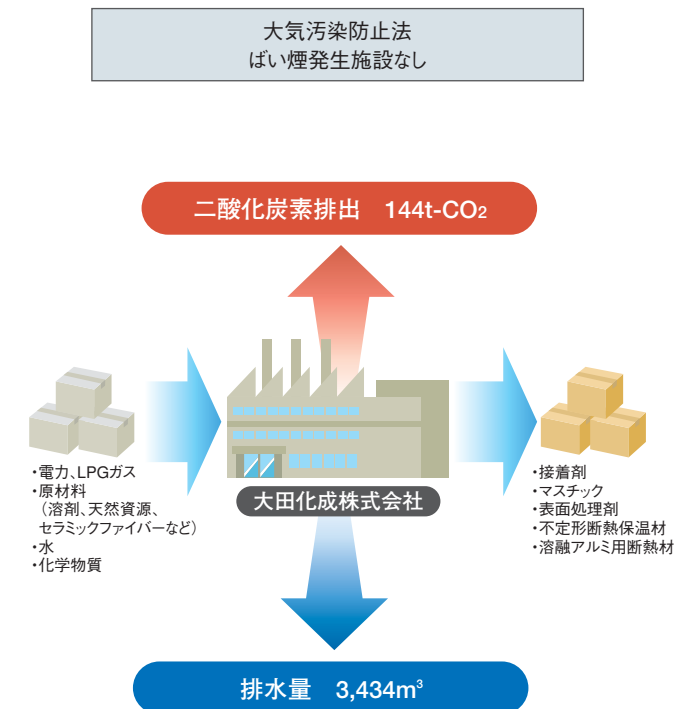 大気汚染防止法
ばい煙発生施設なし
二酸化炭素排出　144t-CO2
・電力、LPGガス
・原材料
（溶剤、天然資源、
セラミックファイバーなど）
・水
・化学物質
大田化成株式会社
・接着剤
・マスチック
・表面処理剤
・不定形断熱保温材
・溶融アルミ用断熱材
排水量　3,434m³